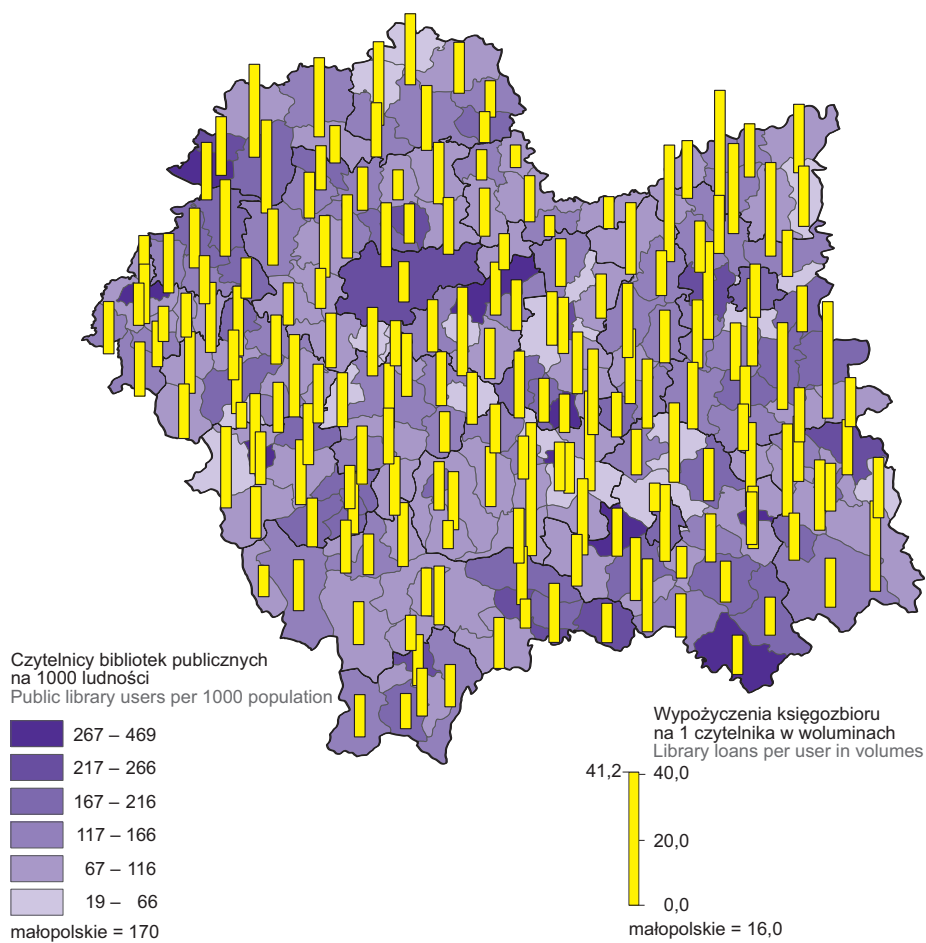 Czytelnicy bibliotek publicznych
na 1000 ludności
Public library users per 1000 population
267 – 469
217 – 266
167 – 216
117 – 166
67 – 116
19 – 66
małopolskie = 170
Wypożyczenia księgozbioru
na 1 czytelnika w woluminach
Library loans per user in volumes
41,2
40,0
20,0
0,0
małopolskie = 16,0